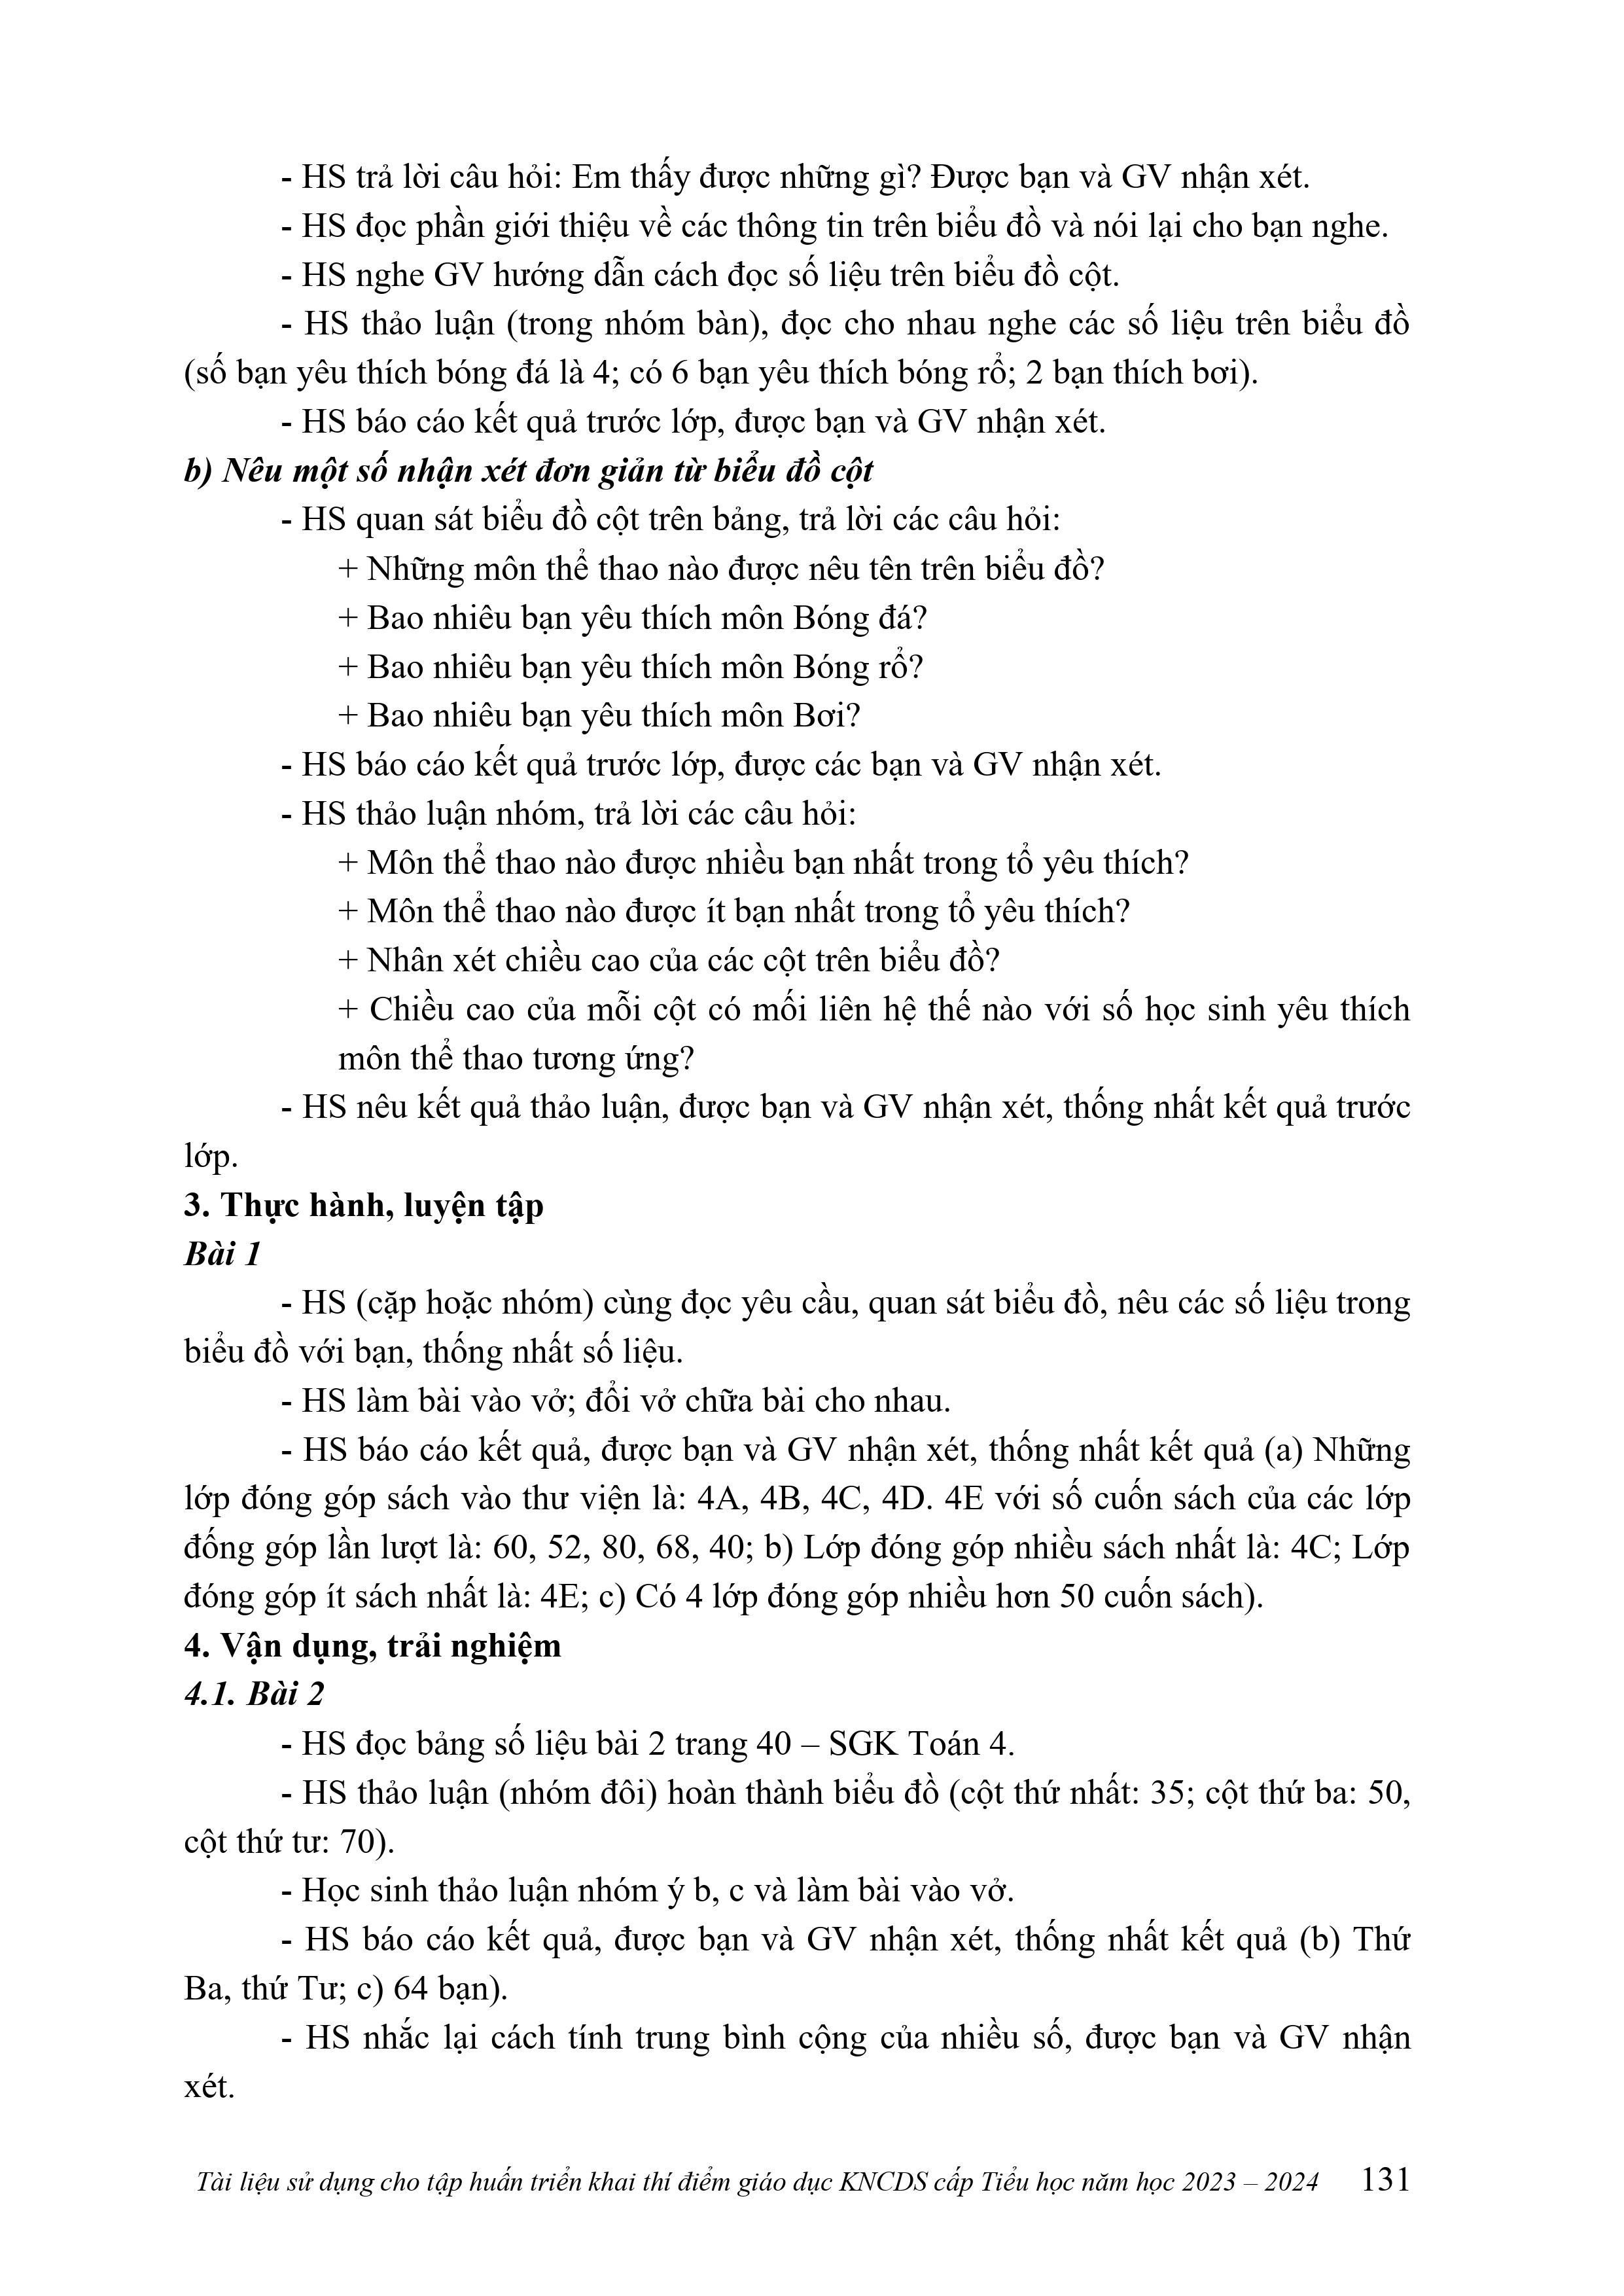 - HS trả lời câu hỏi: Em thấy được những gì? Được bạn và GV nhận xét.
- HS đọc phần giới thiệu về các thông tin trên biểu đồ và nói lại cho bạn nghe.
- HS nghe GV hướng dẫn cách đọc số liệu trên biểu đồ cột.
- HS thảo luận (trong nhóm bàn), đọc cho nhau nghe các số liệu trên biểu đồ
(số bạn yêu thích bóng đá là 4; có 6 bạn yêu thích bóng rổ; 2 bạn thích bơi).
- HS báo cáo kết quả trước lớp, được bạn và GV nhận xét.
b) Nêu một số nhận xét đơn giản từ biểu đồ cột
- HS quan sát biểu đồ cột trên bảng, trả lời các câu hỏi:
+ Những môn thể thao nào được nêu tên trên biểu đồ?
+ Bao nhiêu bạn yêu thích môn Bóng đá?
+ Bao nhiêu bạn yêu thích môn Bóng rổ?
+ Bao nhiêu bạn yêu thích môn Bơi?
- HS báo cáo kết quả trước lớp, được các bạn và GV nhận xét.
- HS thảo luận nhóm, trả lời các câu hỏi:
+ Môn thể thao nào được nhiều bạn nhất trong tổ yêu thích?
+ Môn thể thao nào được ít bạn nhất trong tổ yêu thích?
+ Nhân xét chiều cao của các cột trên biểu đồ?
+ Chiều cao của mỗi cột có mối liên hệ thế nào với số học sinh yêu thích
môn thể thao tương ứng?
- HS nêu kết quả thảo luận, được bạn và GV nhận xét, thống nhất kết quả trước
lớp.
3. Thực hành, luyện tập
Bài 1
- HS (cặp hoặc nhóm) cùng đọc yêu cầu, quan sát biểu đồ, nêu các số liệu trong
biểu đồ với bạn, thống nhất số liệu.
- HS làm bài vào vở; đổi vở chữa bài cho nhau.
- HS báo cáo kết quả, được bạn và GV nhận xét, thống nhất kết quả (a) Những
lớp đóng góp sách vào thư viện là: 4A, 4B, 4C, 4D. 4E với số cuốn sách của các lớp
đống góp lần lượt là: 60, 52, 80, 68, 40; b) Lớp đóng góp nhiều sách nhất là: 4C; Lớp
đóng góp ít sách nhất là: 4E; c) Có 4 lớp đóng góp nhiều hơn 50 cuốn sách).
4. Vận dụng, trải nghiệm
4.1. Bài 2
- HS đọc bảng số liệu bài 2 trang 40 – SGK Toán 4.
- HS thảo luận (nhóm đôi) hoàn thành biểu đồ (cột thứ nhất: 35; cột thứ ba: 50,
cột thứ tư: 70).
- Học sinh thảo luận nhóm ý b, c và làm bài vào vở.
- HS báo cáo kết quả, được bạn và GV nhận xét, thống nhất kết quả (b) Thứ
Ba, thứ Tư; c) 64 bạn).
- HS nhắc lại cách tính trung bình cộng của nhiều số, được bạn và GV nhận
xét.
Tài liệu sử dụng cho tập huấn triển khai thí điểm giáo dục KNCDS cấp Tiểu học năm học 2023 – 2024 131